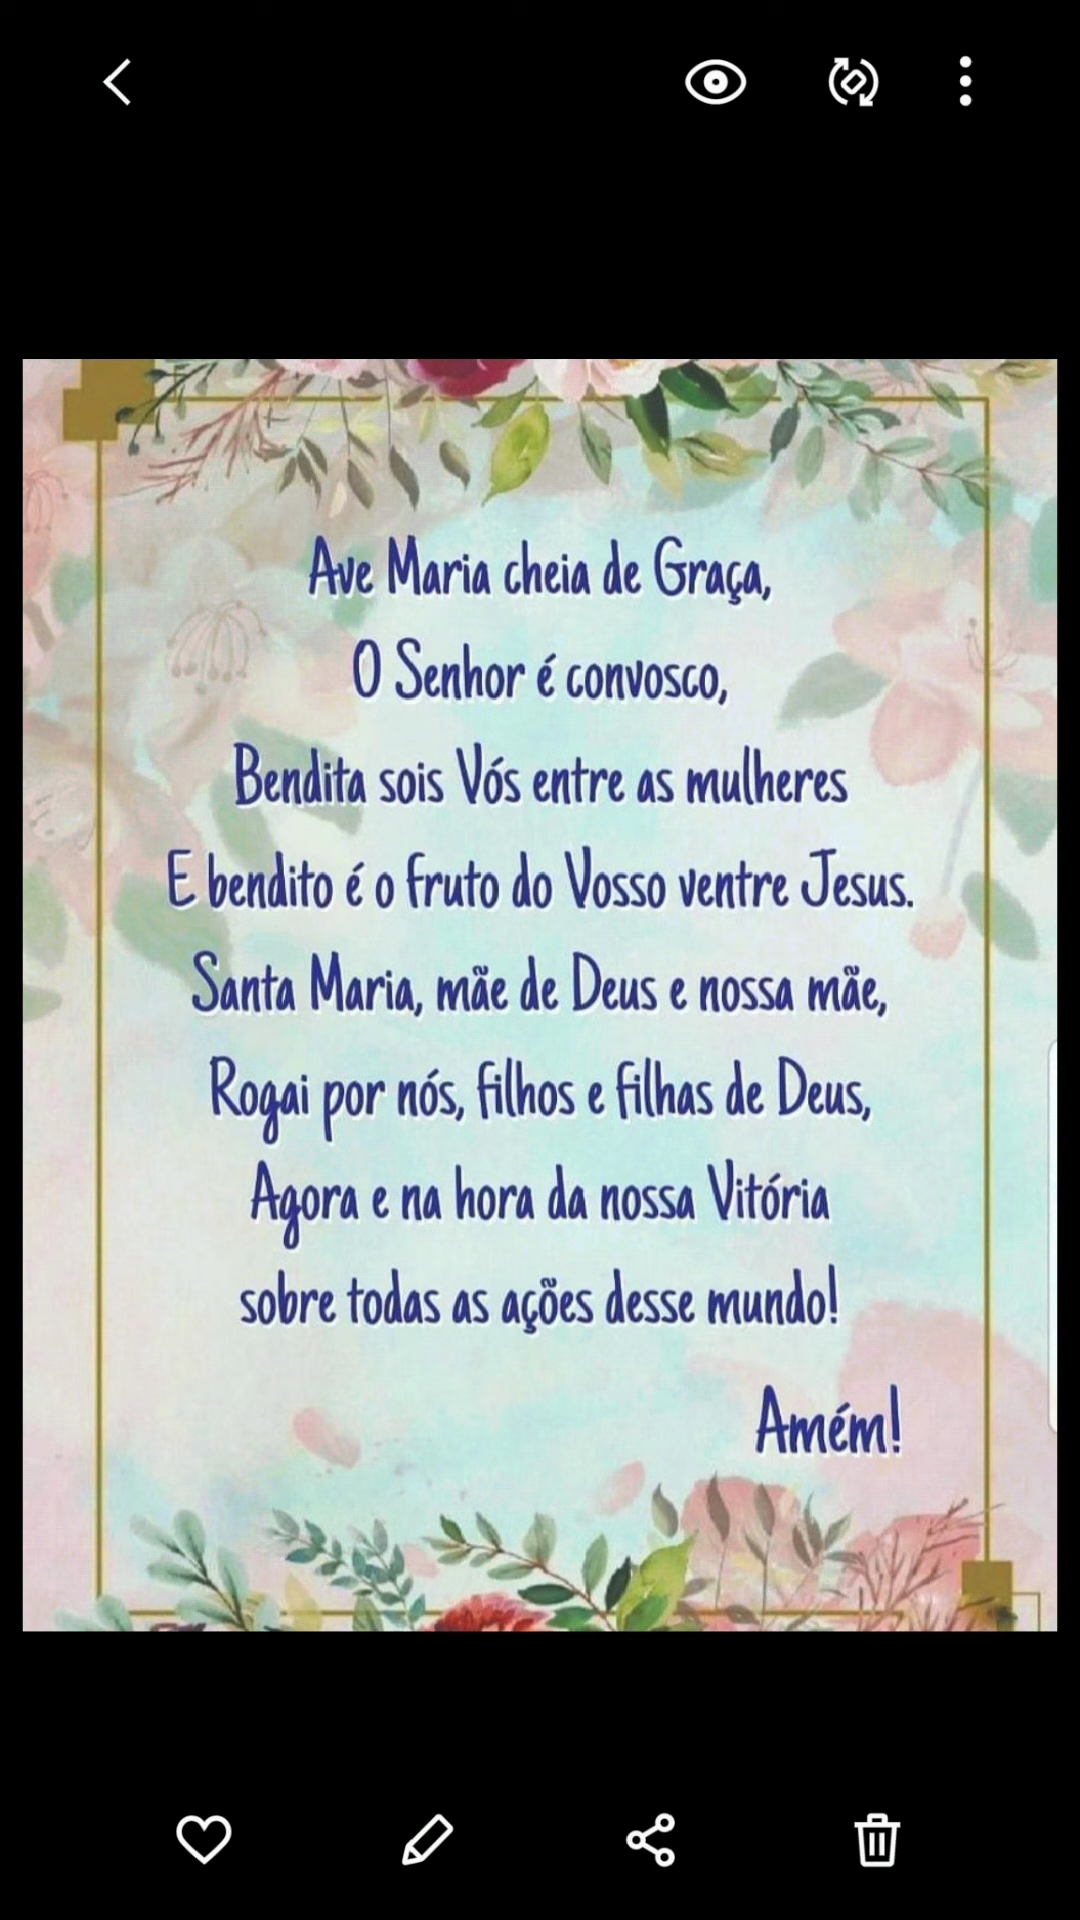 Ave Maria cheia de Graça,
O Senhor é convosco,
Bendita sois Vós entre as mulheres
E bendito é o fruto do Vosso ventre Jesus.
Santa Maria, mãe de Deus e nossa mãe,
Rogai por nós, filhos e filhas de Deus,
Agora e na hora da nossa Vitória
sobre todas as ações desse mundo!
Amém!